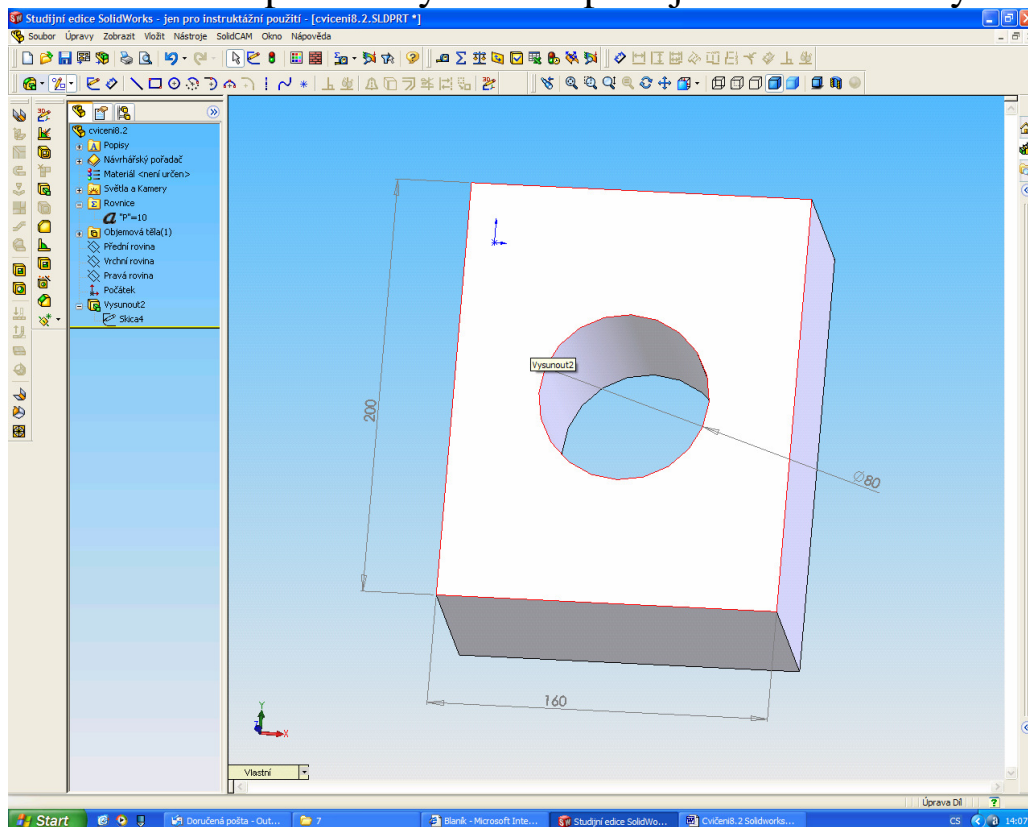 Studijní edice SolidWorks - jen pro instruktážní použití - [cviceni8.2.SLDPRT *]
Soubor Úpravy Zobrazit Vložit Nástroje SolidCAM Okno Nápověda
cviceni8.2
Popisy
Návrhářský pořadač
Materiál <není určen>
Světla a Kamery
Rovnice
"P"=10
Objemová těla(1)
Přední rovina
Vrchní rovina
Pravá rovina
Počátek
Vysunout2
Skica4
200
Vysunout2
Ø80
160
Y
X
Vlastní
Úprava Díl
Start
Doručená pošta - Out...
7
Blaník - Microsoft Inte...
Studijní edice SolidWo...
Cvičení8.2 Solidworks...
CS
14:07